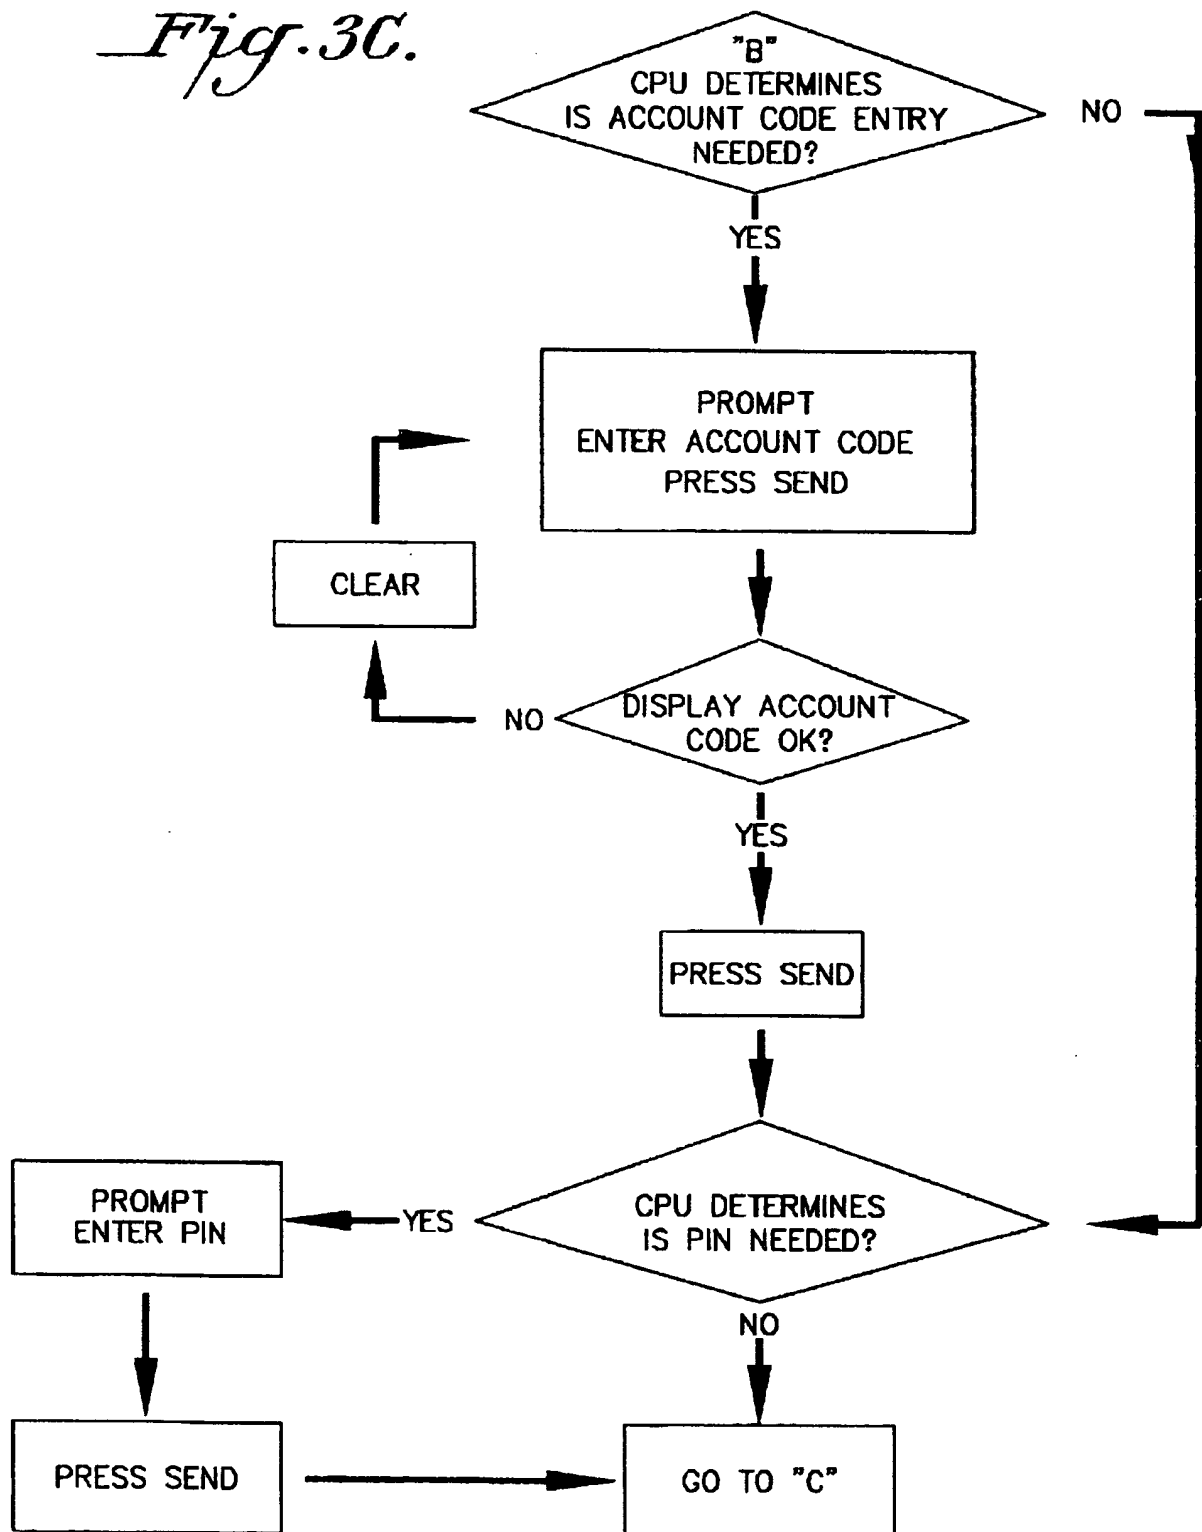 Fig. 3C.
"B"
CPU DETERMINES
IS ACCOUNT CODE ENTRY
NEEDED?
NO
YES
PROMPT
ENTER ACCOUNT CODE
PRESS SEND
CLEAR
NO
DISPLAY ACCOUNT
CODE OK?
YES
PRESS SEND
PROMPT
ENTER PIN
YES
CPU DETERMINES
IS PIN NEEDED?
NO
PRESS SEND
GO TO "C"